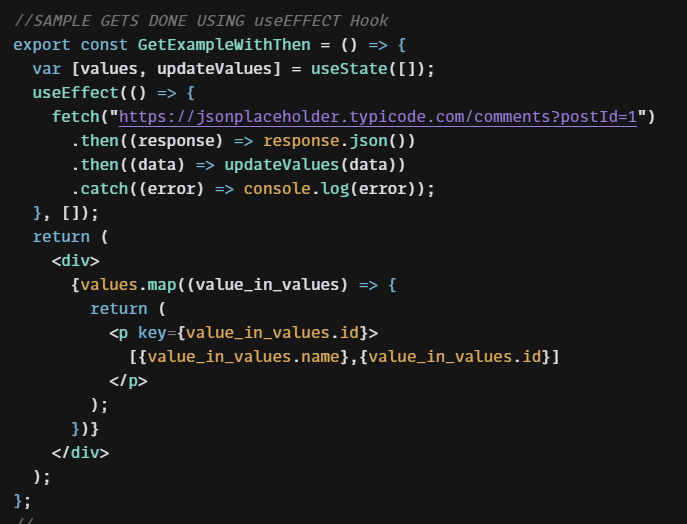 //SAMPLE GETS DONE USING useEFFECT Hook
export const GetExampleWithThen = () => {
  var [values, updateValues] = useState([]);
  useEffect(() => {
    fetch("https://jsonplaceholder.typicode.com/comments?postId=1")
      .then((response) => response.json())
      .then((data) => updateValues(data))
      .catch((error) => console.log(error));
  }, []);
  return (
    <div>
      {values.map((value_in_values) => {
        return (
          <p key={value_in_values.id}>
            [{value_in_values.name},{value_in_values.id}]
          </p>
        );
      })}
    </div>
  );
};
//